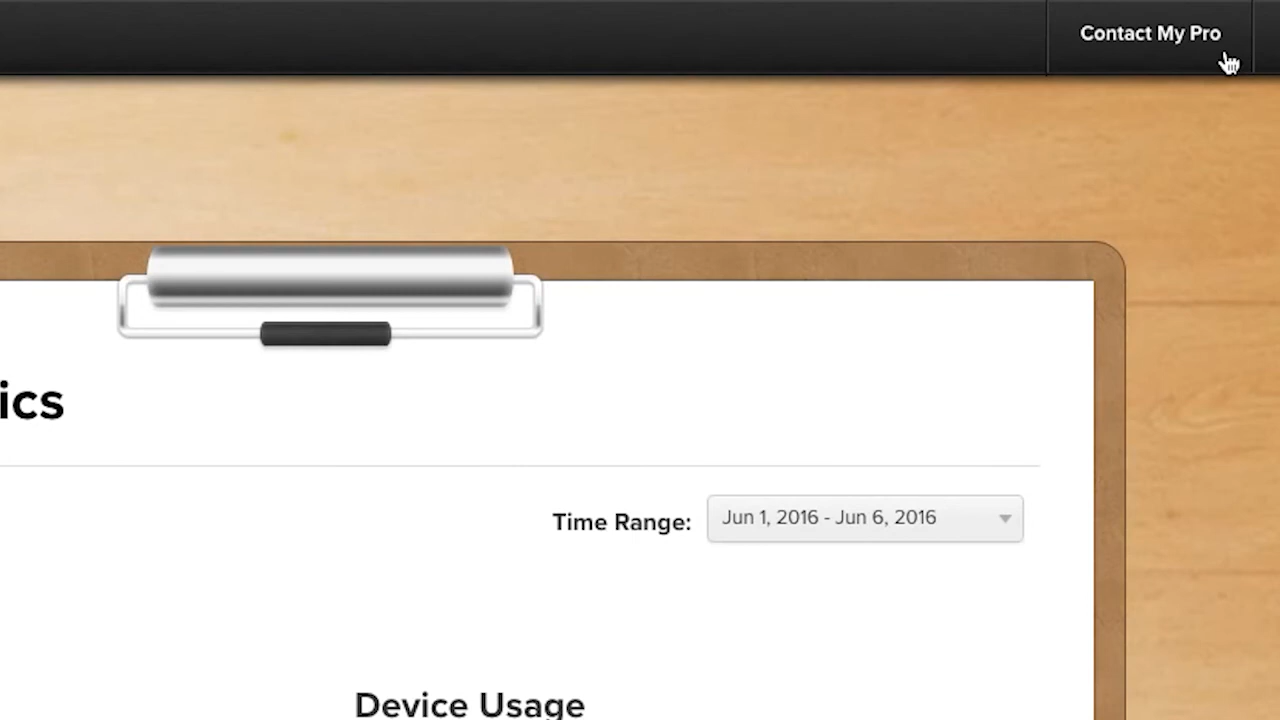 Contact My Pro
ics
Time Range: Jun 1, 2016 - Jun 6, 2016
Device Usage